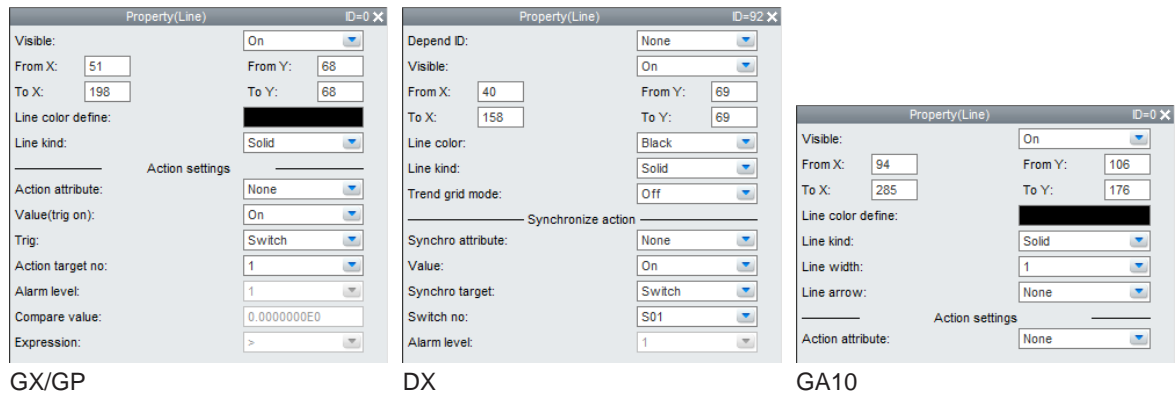 Property(Line) ID=0
Visible: On
From X: 51 From Y: 68
To X: 198 To Y: 68
Line color define:
Line kind: Solid
Action settings
Action attribute: None
Value(trig on): On
Trig: Switch
Action target no: 1
Alarm level: 1
Compare value: 0.0000000E0
Expression: >
GX/GP
Property(Line) ID=92
Depend ID: None
Visible: On
From X: 40 From Y: 69
To X: 158 To Y: 69
Line color: Black
Line kind: Solid
Trend grid mode: Off
Synchronize action
Synchro attribute: None
Value: On
Synchro target: Switch
Switch no: S01
Alarm level: 1
DX
Property(Line) ID=0
Visible: On
From X: 94 From Y: 106
To X: 285 To Y: 176
Line color define:
Line kind: Solid
Line width: 1
Line arrow: None
Action settings
Action attribute: None
GA10